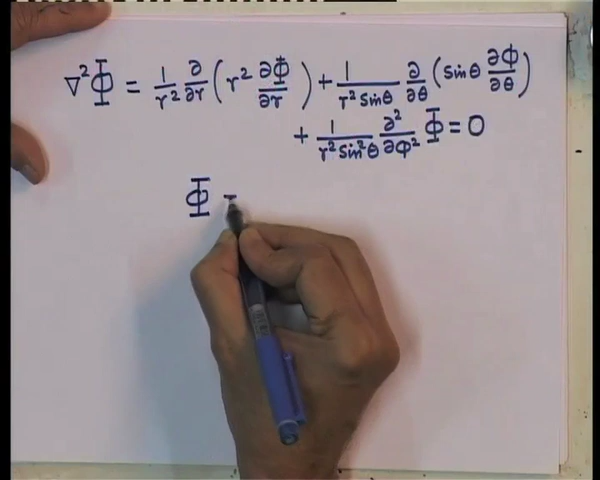 ∇²Φ = 1/r² ∂/∂r (r² ∂Φ/∂r) + 1/(r² sinθ) ∂/∂θ (sinθ ∂Φ/∂θ)
+ 1/(r² sin²θ) ∂²/∂φ² Φ = 0
Φ -